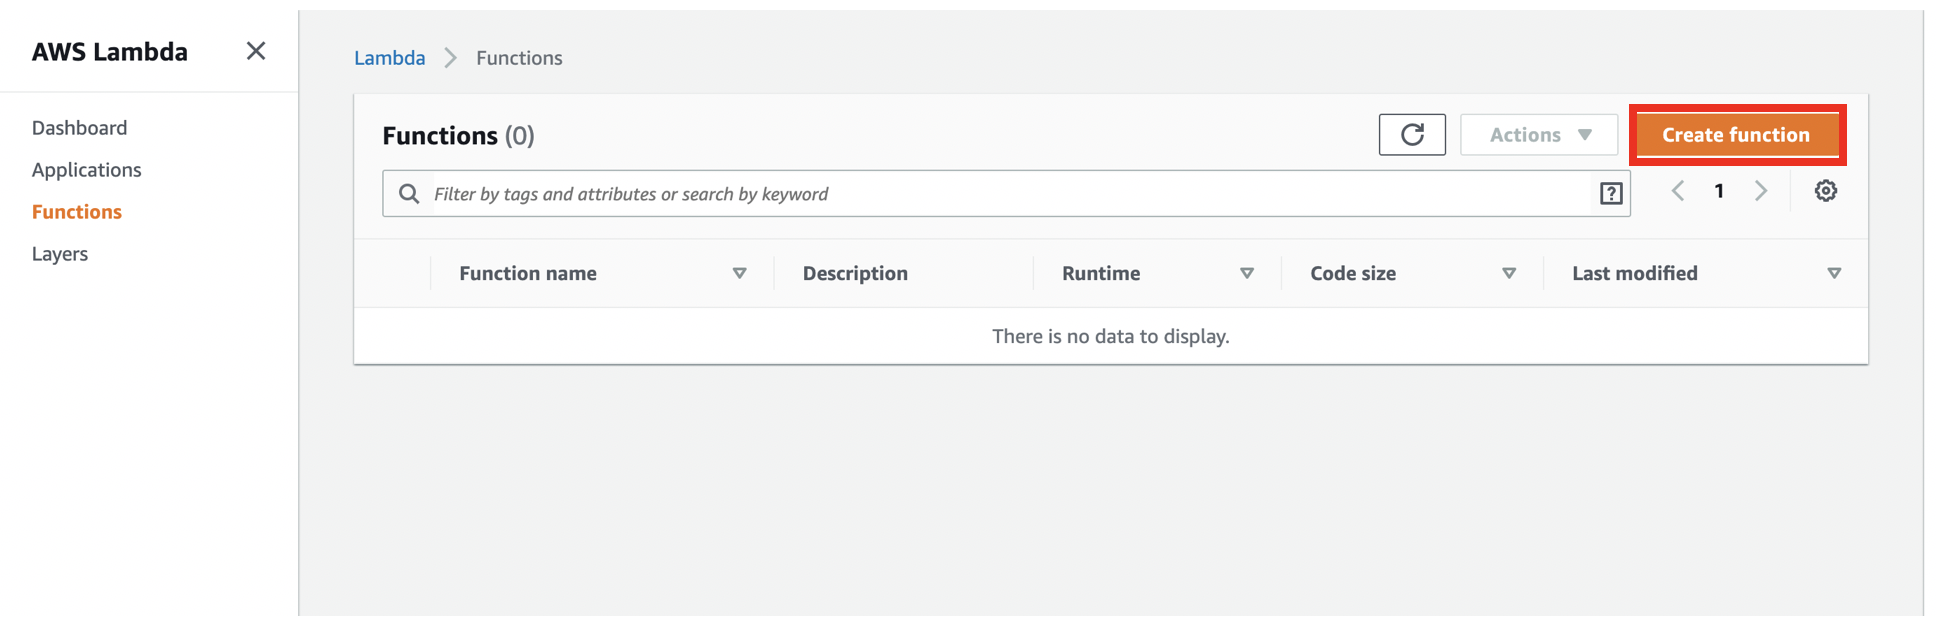 AWS Lambda
Dashboard
Applications
Functions
Layers
Lambda > Functions
Functions (0)
Actions
Create function
Filter by tags and attributes or search by keyword
1
Function name Description Runtime Code size Last modified
There is no data to display.